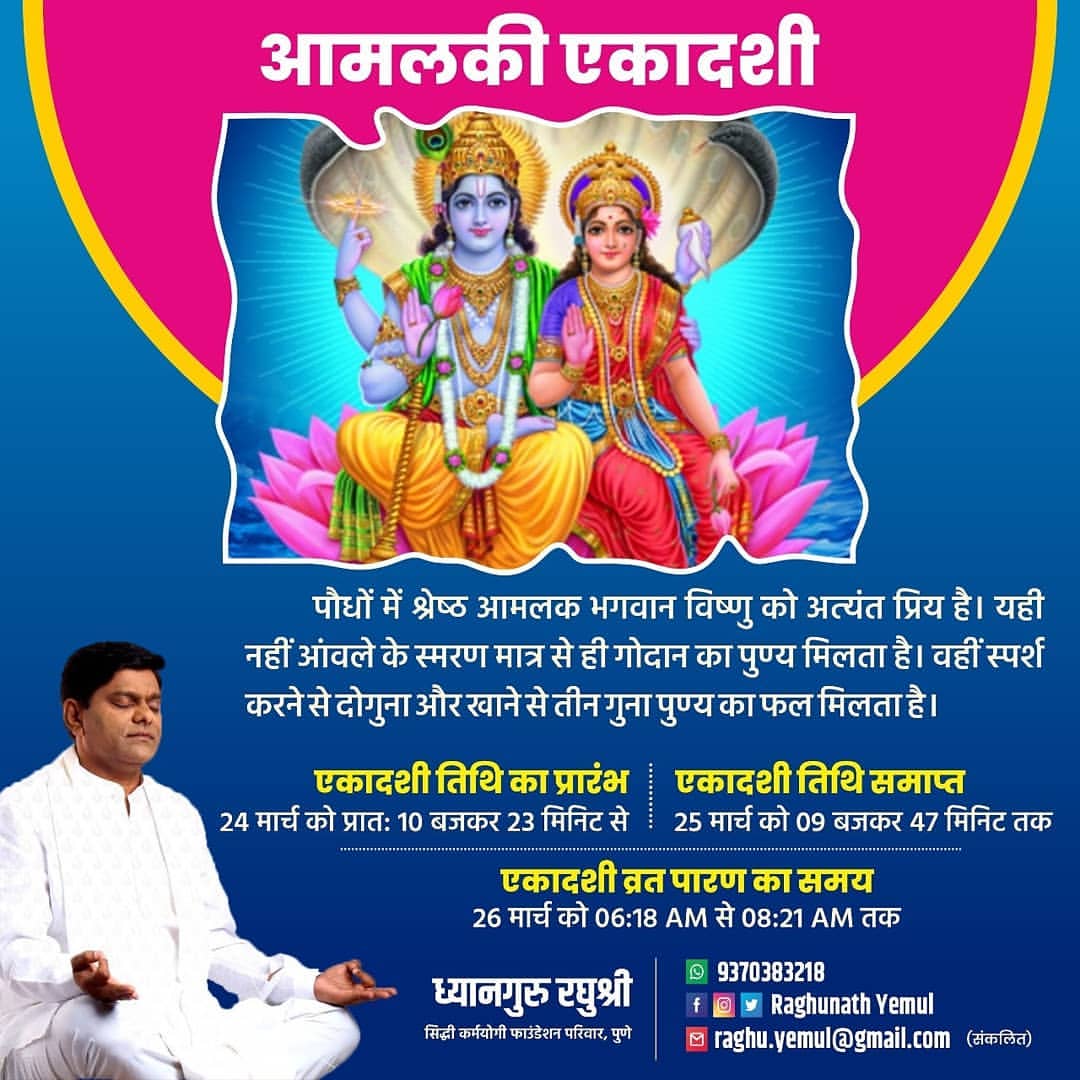 आमलकी एकादशी
पौधों में श्रेष्ठ आमलक भगवान विष्णु को अत्यंत प्रिय है। यही
नहीं आंवले के स्मरण मात्र से ही गोदान का पुण्य मिलता है। वहीं स्पर्श
करने से दोगुना और खाने से तीन गुना पुण्य का फल मिलता है।
एकादशी तिथि का प्रारंभ
24 मार्च को प्रात: 10 बजकर 23 मिनिट से
एकादशी तिथि समाप्त
25 मार्च को 09 बजकर 47 मिनिट तक
एकादशी व्रत पारण का समय
26 मार्च को 06:18 AM से 08:21 AM तक
ध्यानगुरु रघुश्री
सिद्धी कर्मयोगी फाउंडेशन परिवार, पुणे
9370383218
Raghunath Yemul
raghu.yemul@gmail.com (संकलित)